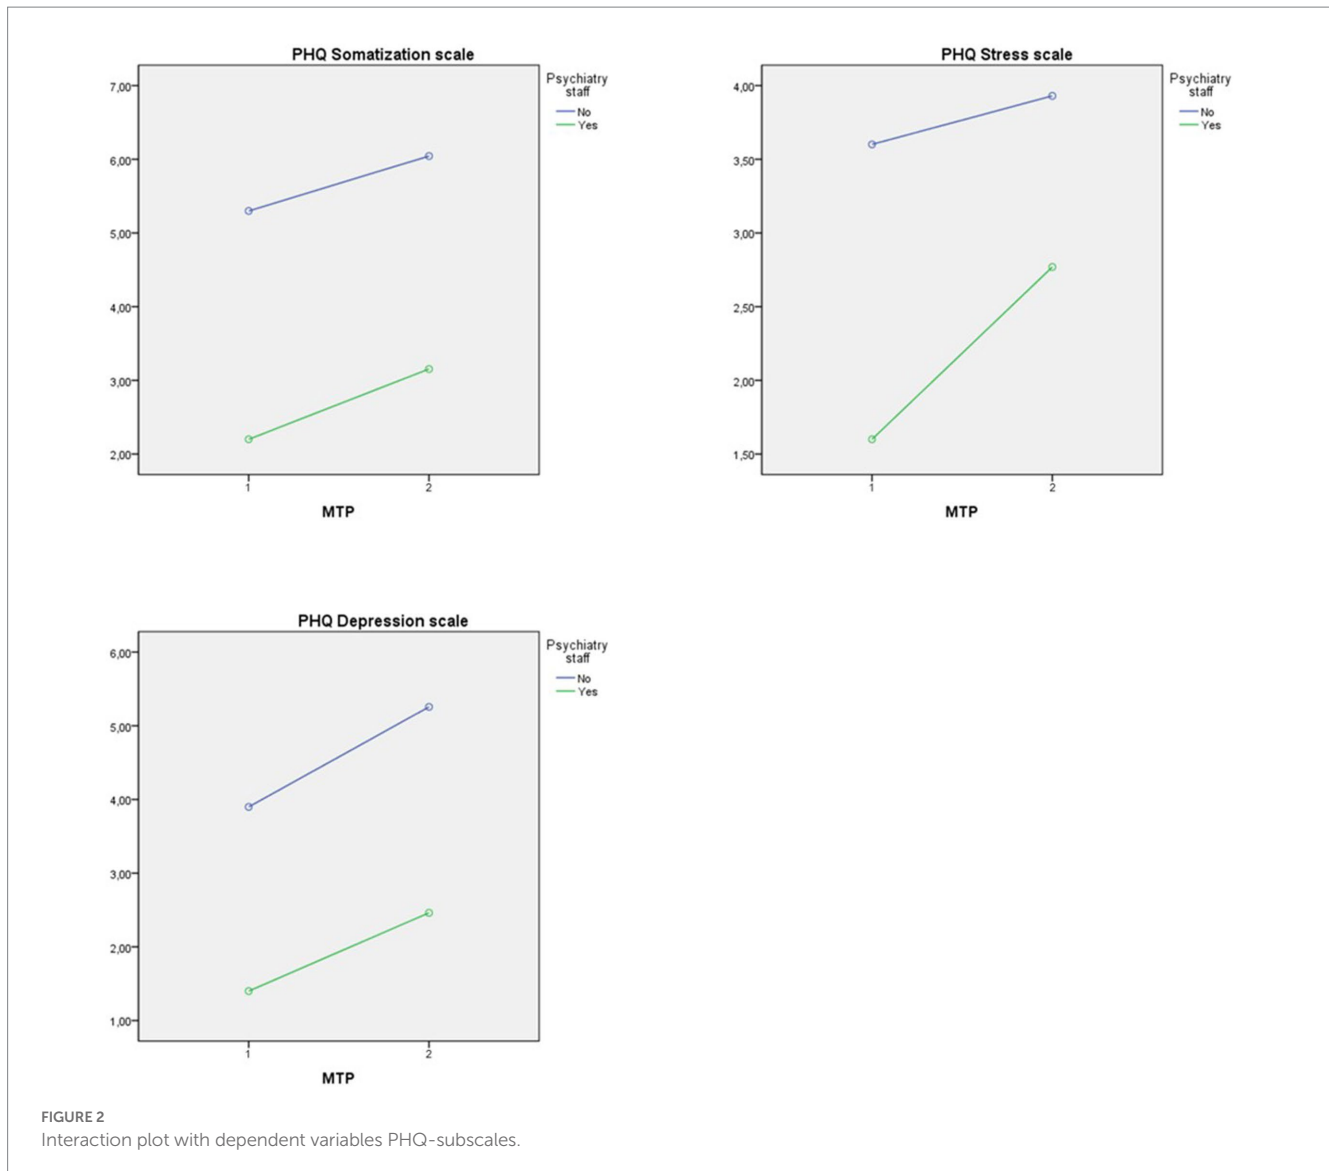 PHQ Somatization scale
7,00
6,00
5,00
4,00
3,00
2,00
1
2
MTP
Psychiatry
staff
No
Yes
PHQ Stress scale
4,00
3,50
3,00
2,50
2,00
1,50
1
2
MTP
Psychiatry
staff
No
Yes
PHQ Depression scale
6,00
5,00
4,00
3,00
2,00
1,00
1
2
MTP
Psychiatry
staff
No
Yes
FIGURE 2
Interaction plot with dependent variables PHQ-subscales.